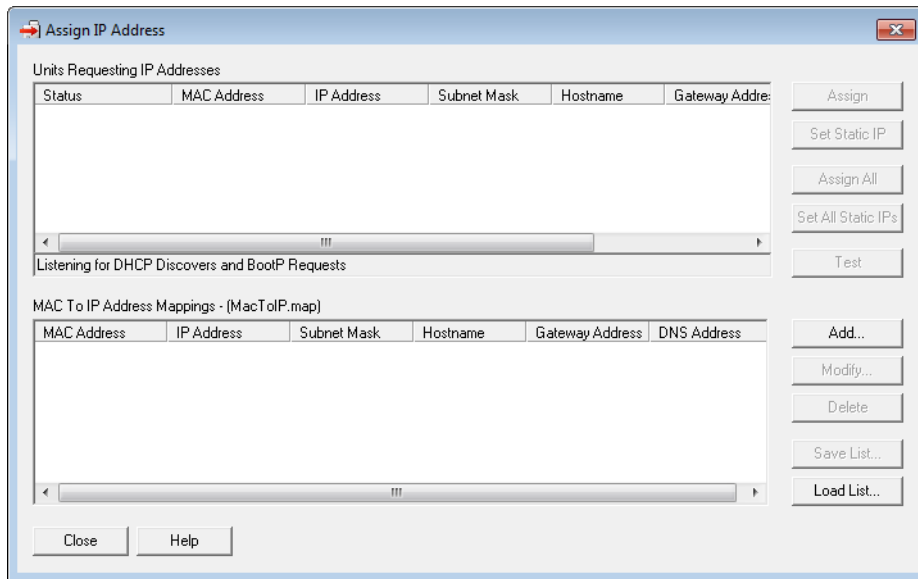 Assign IP Address
Units Requesting IP Addresses
Status MAC Address IP Address Subnet Mask Hostname Gateway Addre
Assign
Set Static IP
Assign All
Set All Static IPs
Listening for DHCP Discovers and BootP Requests
Test
MAC To IP Address Mappings - (MacToIP.map)
MAC Address IP Address Subnet Mask Hostname Gateway Address DNS Address
Add...
Modify...
Delete
Save List...
Load List...
Close Help